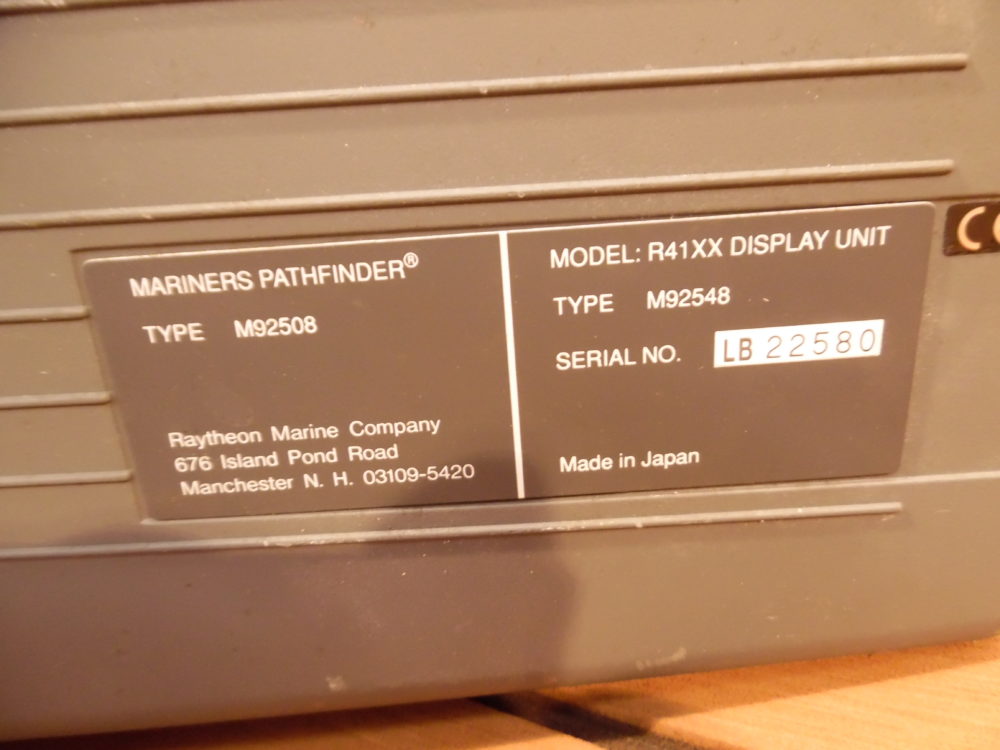 MARINERS PATHFINDER®
TYPE M92508
Raytheon Marine Company
676 Island Pond Road
Manchester N. H. 03109-5420
MODEL: R41XX DISPLAY UNIT
TYPE M92548
SERIAL NO. LB 22580
Made in Japan